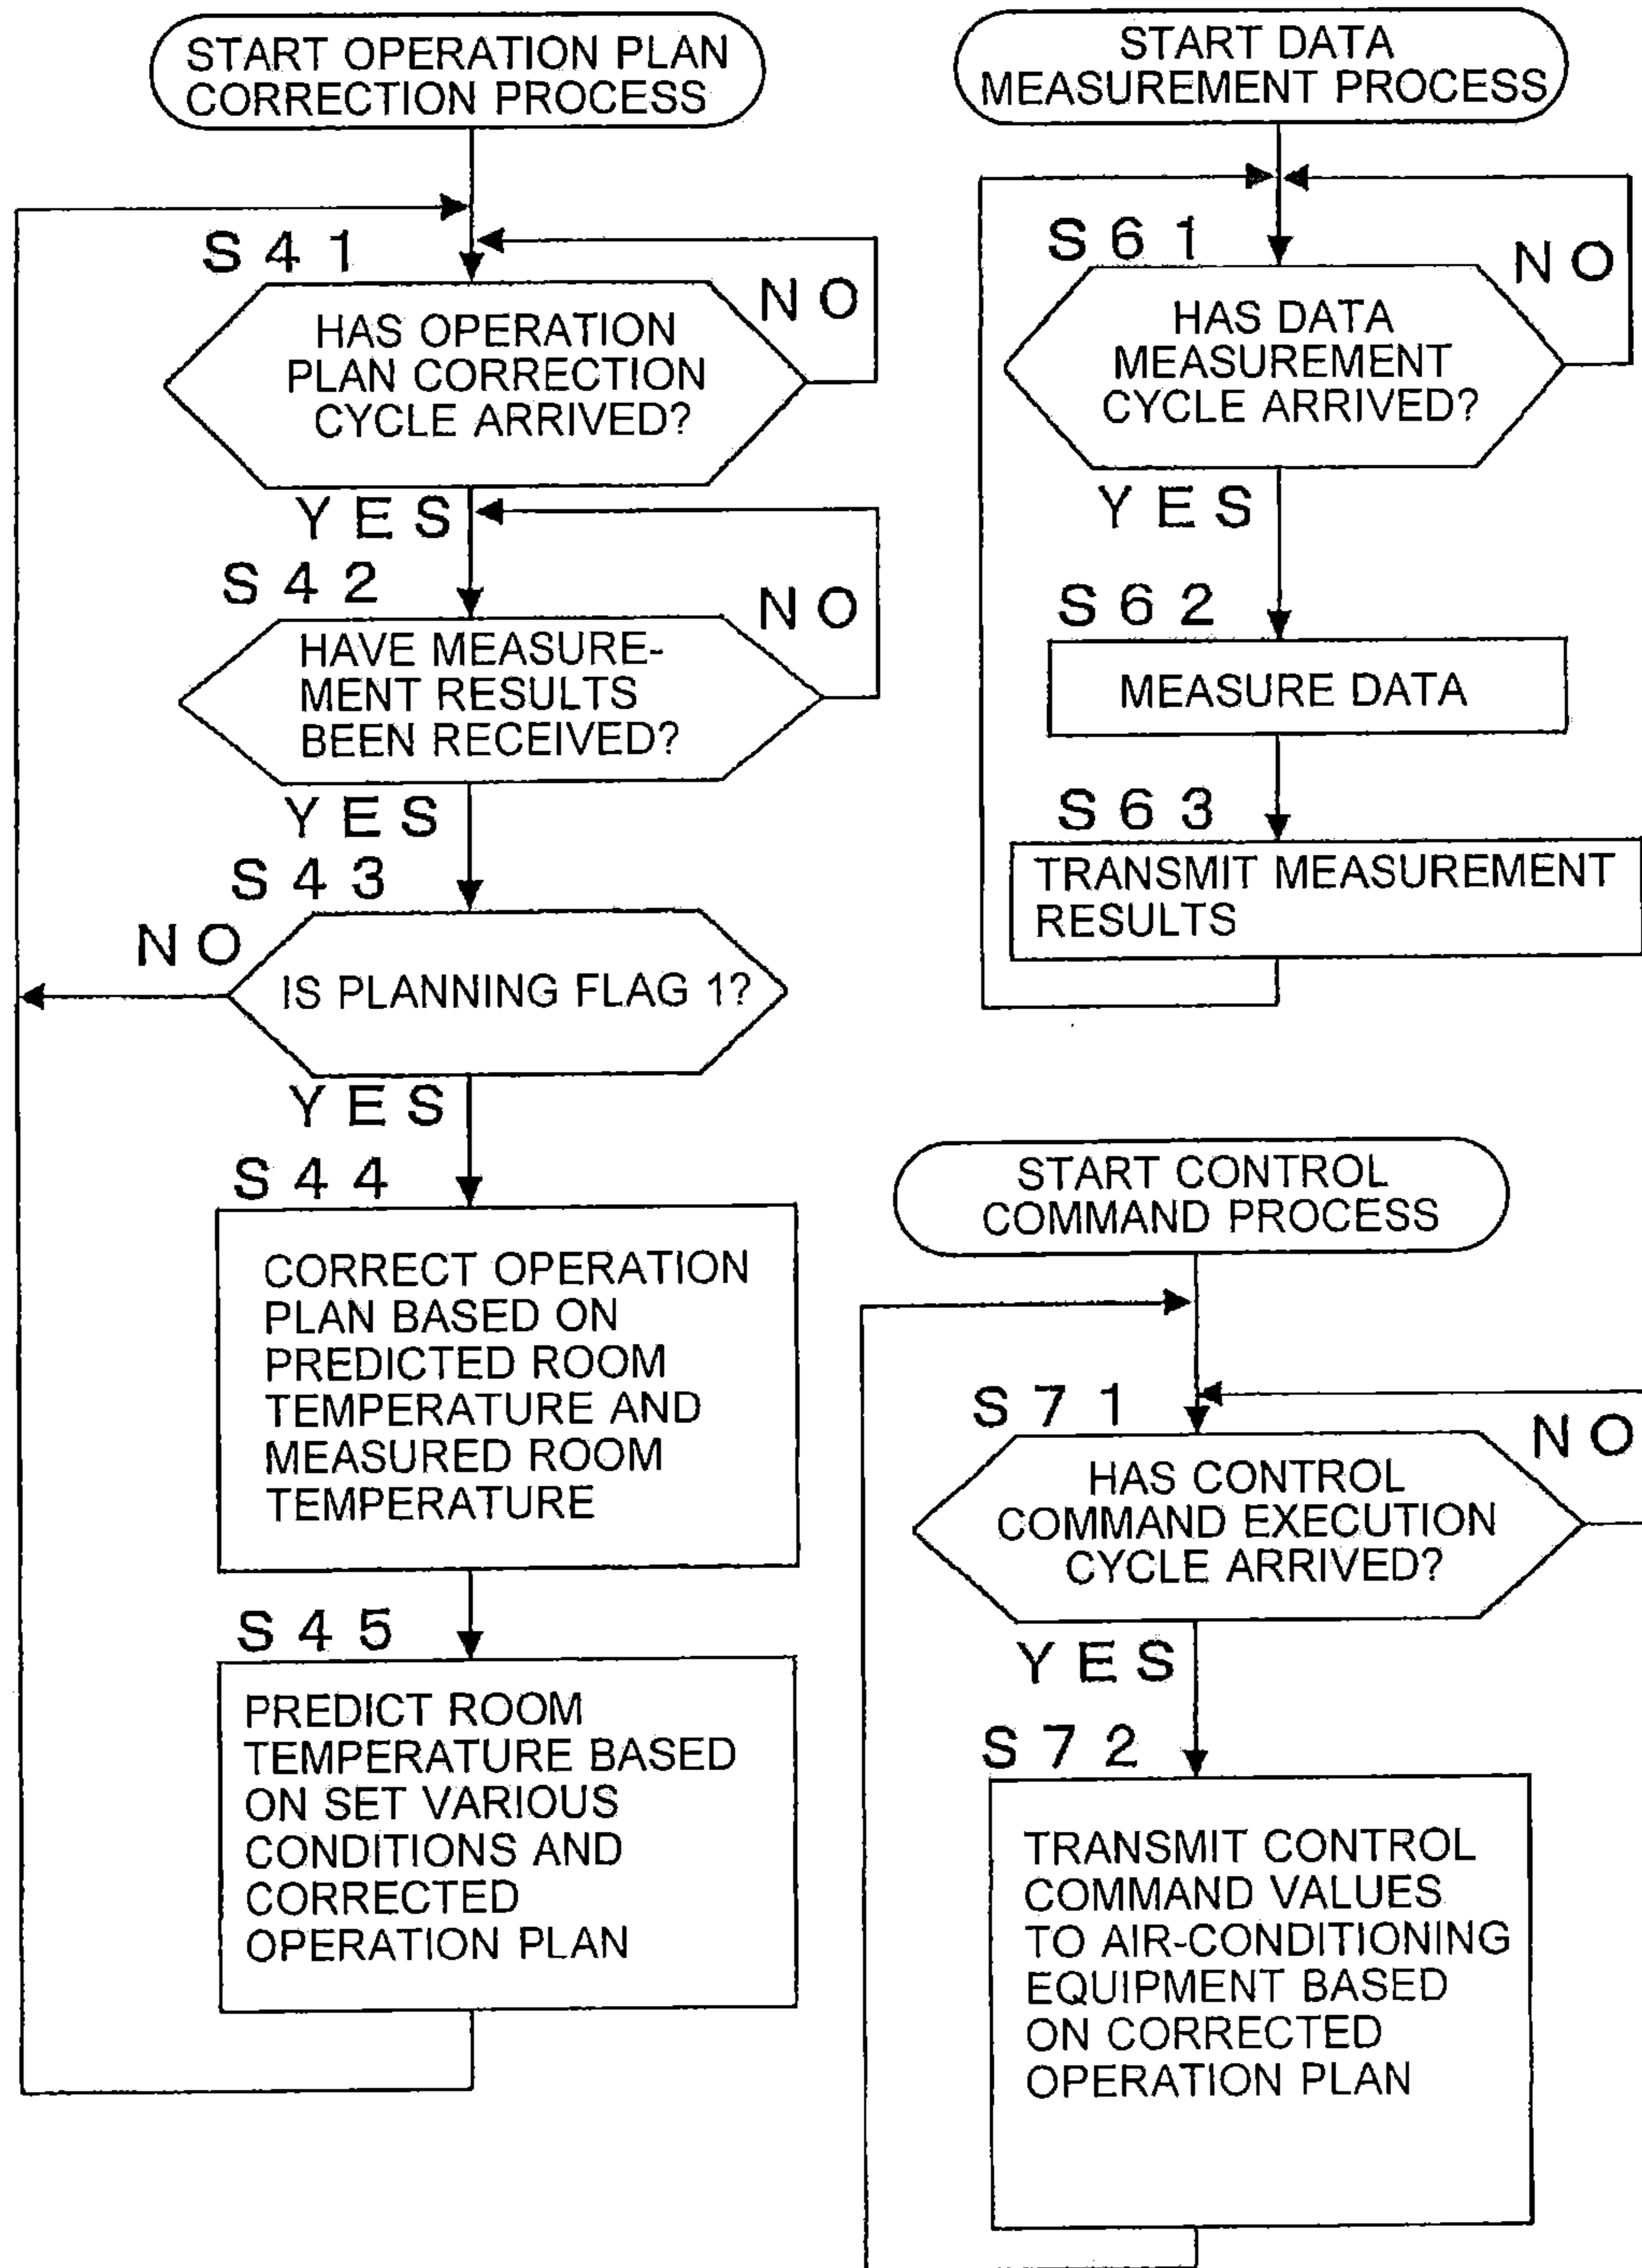 START OPERATION PLAN
CORRECTION PROCESS
S41
HAS OPERATION
PLAN CORRECTION
CYCLE ARRIVED?
NO
YES
S42
HAVE MEASURE-
MENT RESULTS
BEEN RECEIVED?
NO
YES
S43
NO
IS PLANNING FLAG 1?
YES
S44
CORRECT OPERATION
PLAN BASED ON
PREDICTED ROOM
TEMPERATURE AND
MEASURED ROOM
TEMPERATURE
S45
PREDICT ROOM
TEMPERATURE BASED
ON SET VARIOUS
CONDITIONS AND
CORRECTED
OPERATION PLAN
START DATA
MEASUREMENT PROCESS
S61
NO
HAS DATA
MEASUREMENT
CYCLE ARRIVED?
YES
S62
MEASURE DATA
S63
TRANSMIT MEASUREMENT
RESULTS
START CONTROL
COMMAND PROCESS
S71
NO
HAS CONTROL
COMMAND EXECUTION
CYCLE ARRIVED?
YES
S72
TRANSMIT CONTROL
COMMAND VALUES
TO AIR-CONDITIONING
EQUIPMENT BASED
ON CORRECTED
OPERATION PLAN